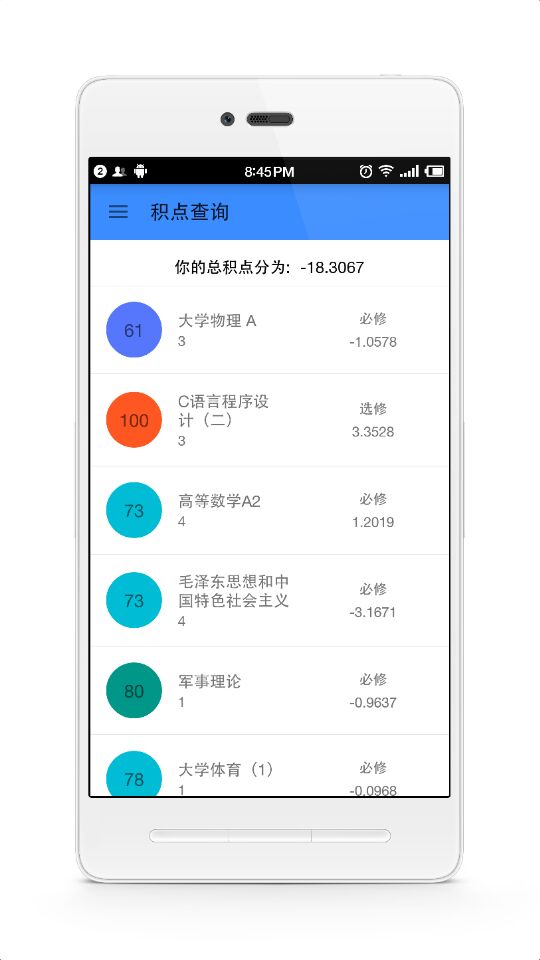 2
8:45PM
积点查询
你的总积点分为: -18.3067
61
大学物理 A
3
必修
-1.0578
100
C语言程序设
计（二）
3
选修
3.3528
73
高等数学A2
4
必修
1.2019
73
毛泽东思想和中
国特色社会主义
4
必修
-3.1671
80
军事理论
1
必修
-0.9637
78
大学体育（1）
1
必修
-0.0968